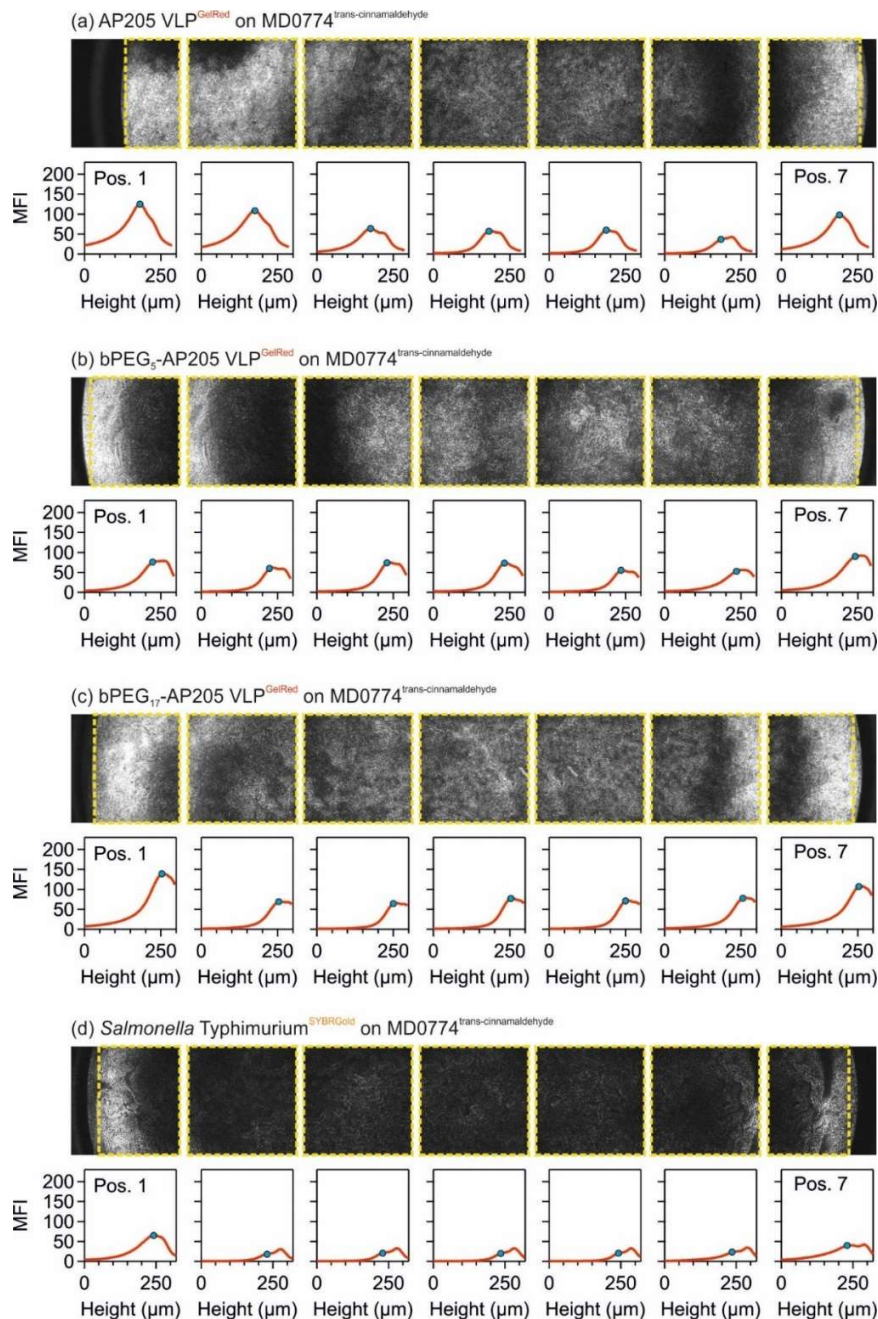 (a) AP205 VLP^GelRed on MD0774^trans-cinnamaldehyde
200
150
100
50
0
MFI
Pos. 1
Pos. 7
0 250 0 250 0 250 0 250 0 250 0 250 0 250
Height (µm) Height (µm) Height (µm) Height (µm) Height (µm) Height (µm) Height (µm)
(b) bPEG₅-AP205 VLP^GelRed on MD0774^trans-cinnamaldehyde
200
150
100
50
0
MFI
Pos. 1
Pos. 7
0 250 0 250 0 250 0 250 0 250 0 250 0 250
Height (µm) Height (µm) Height (µm) Height (µm) Height (µm) Height (µm) Height (µm)
(c) bPEG₁₇-AP205 VLP^GelRed on MD0774^trans-cinnamaldehyde
200
150
100
50
0
MFI
Pos. 1
Pos. 7
0 250 0 250 0 250 0 250 0 250 0 250 0 250
Height (µm) Height (µm) Height (µm) Height (µm) Height (µm) Height (µm) Height (µm)
(d) Salmonella Typhimurium^SYBRGold on MD0774^trans-cinnamaldehyde
200
150
100
50
0
MFI
Pos. 1
Pos. 7
0 250 0 250 0 250 0 250 0 250 0 250 0 250
Height (µm) Height (µm) Height (µm) Height (µm) Height (µm) Height (µm) Height (µm)